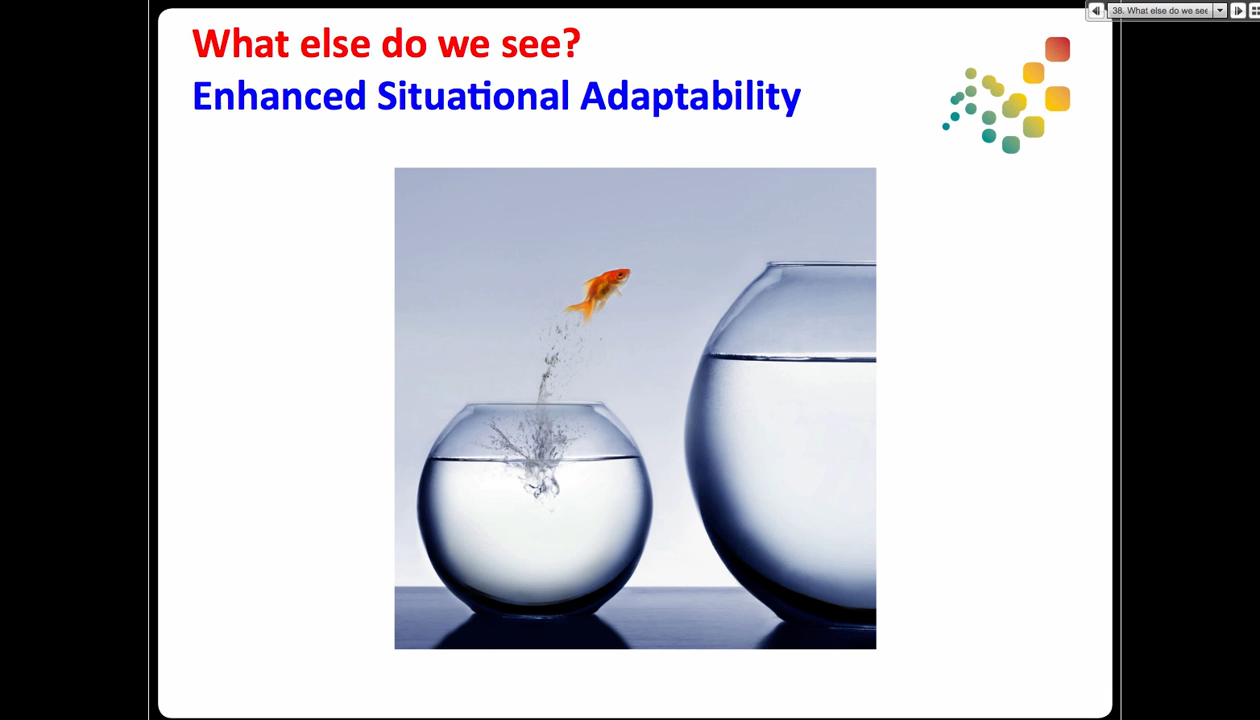 38. What else do we see
What else do we see?
Enhanced Situational Adaptability